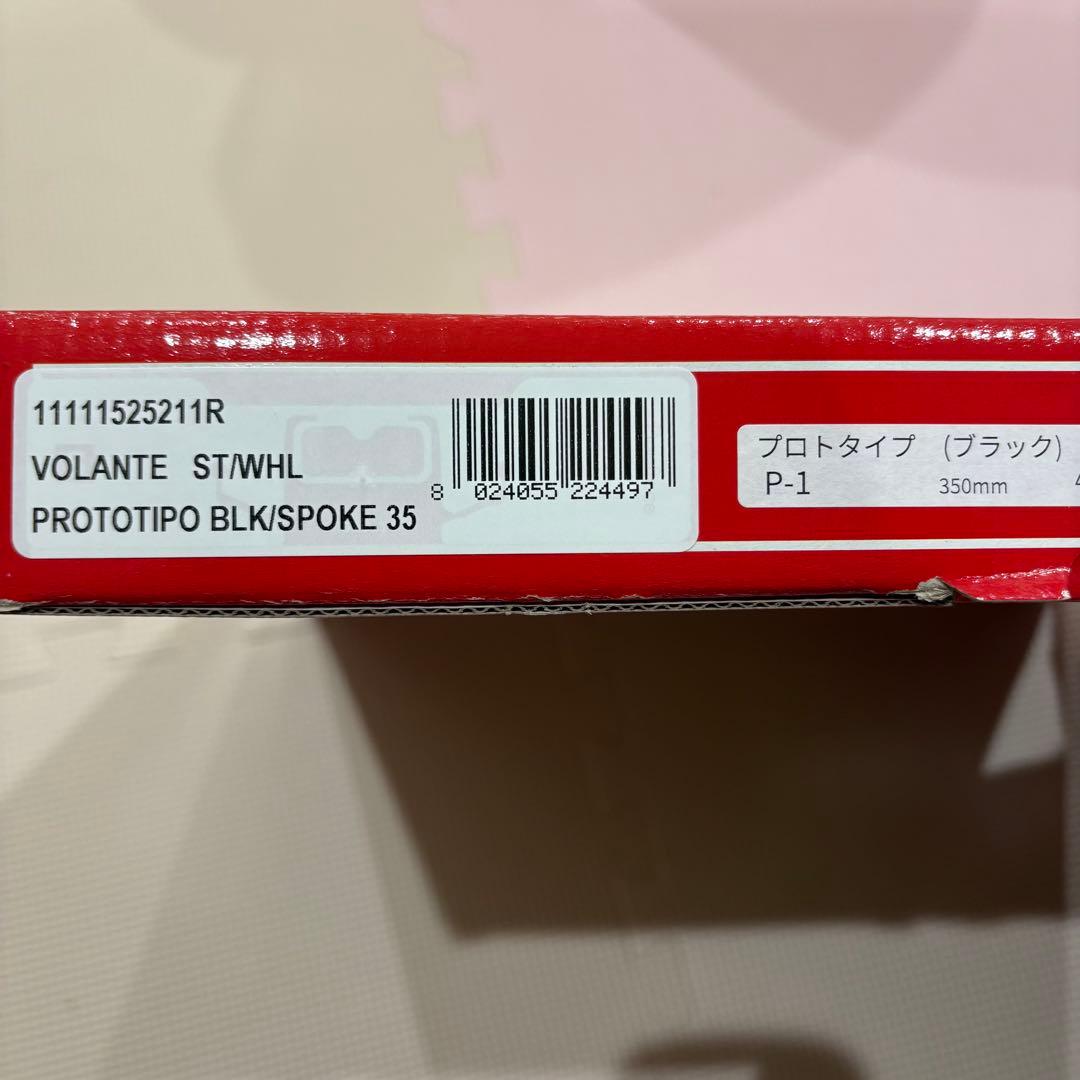 11111525211R
VOLANTE ST/WHL
PROTOTIPO BLK/SPOKE 35
8 024055 224497
プロトタイプ (ブラック)
P-1 350mm